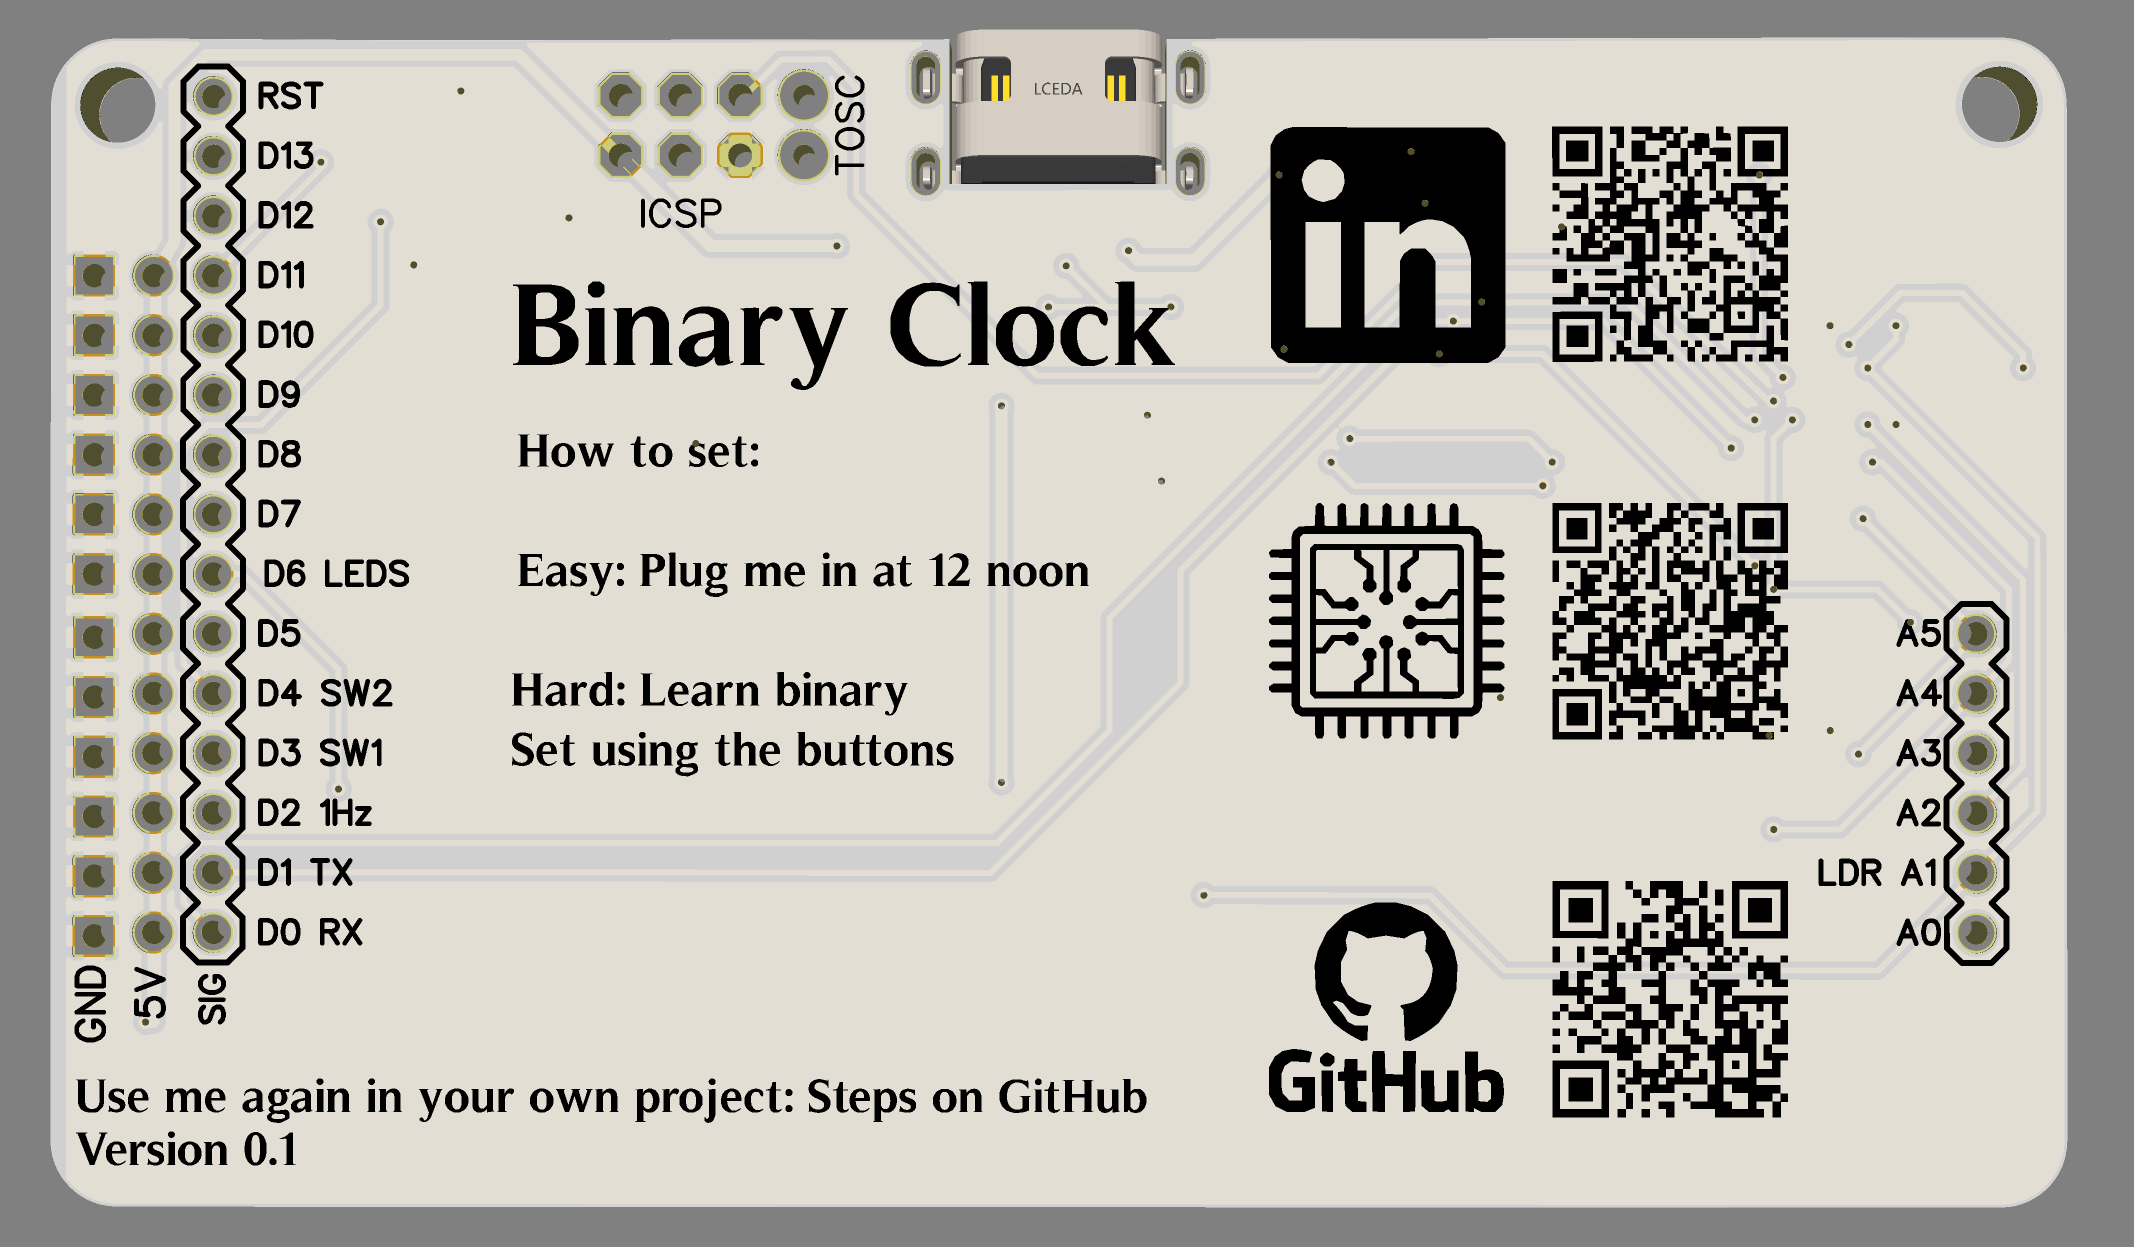 RST
D13
D12
D11
D10
D9
D8
D7
D6 LEDS
D5
D4 SW2
D3 SW1
D2 1Hz
D1 TX
D0 RX
GND
5V
SIG
ICSP
TOSC
LCEDA
Binary Clock
How to set:
Easy: Plug me in at 12 noon
Hard: Learn binary
Set using the buttons
in
GitHub
A5
A4
A3
A2
LDR A1
A0
Use me again in your own project: Steps on GitHub
Version 0.1